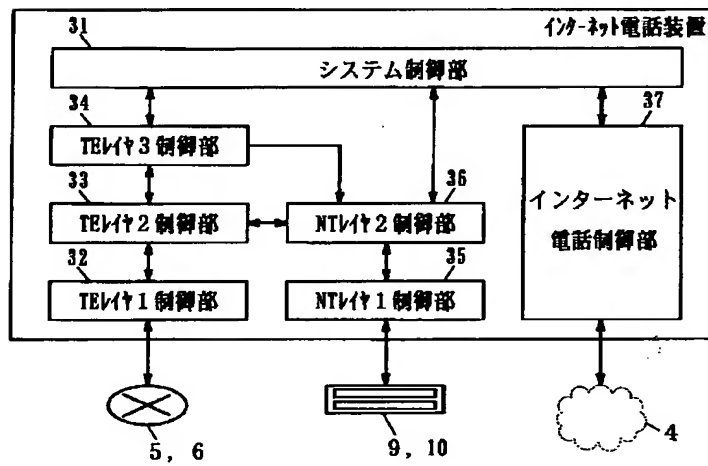 インターネット電話装置
31
システム制御部
34
TEレイヤ3制御部
37
33
36
TEレイヤ2制御部
NTレイヤ2制御部
インターネット
電話制御部
32
35
TEレイヤ1制御部
NTレイヤ1制御部
5, 6
9, 10
4